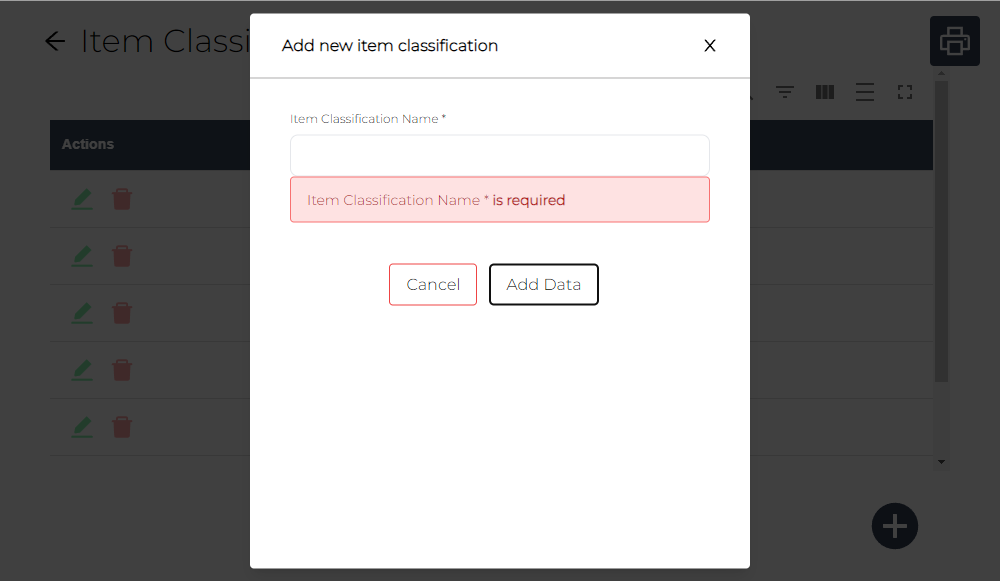 Item Classi
Add new item classification
X
Item Classification Name *
Actions
Item Classification Name * is required
Cancel
Add Data